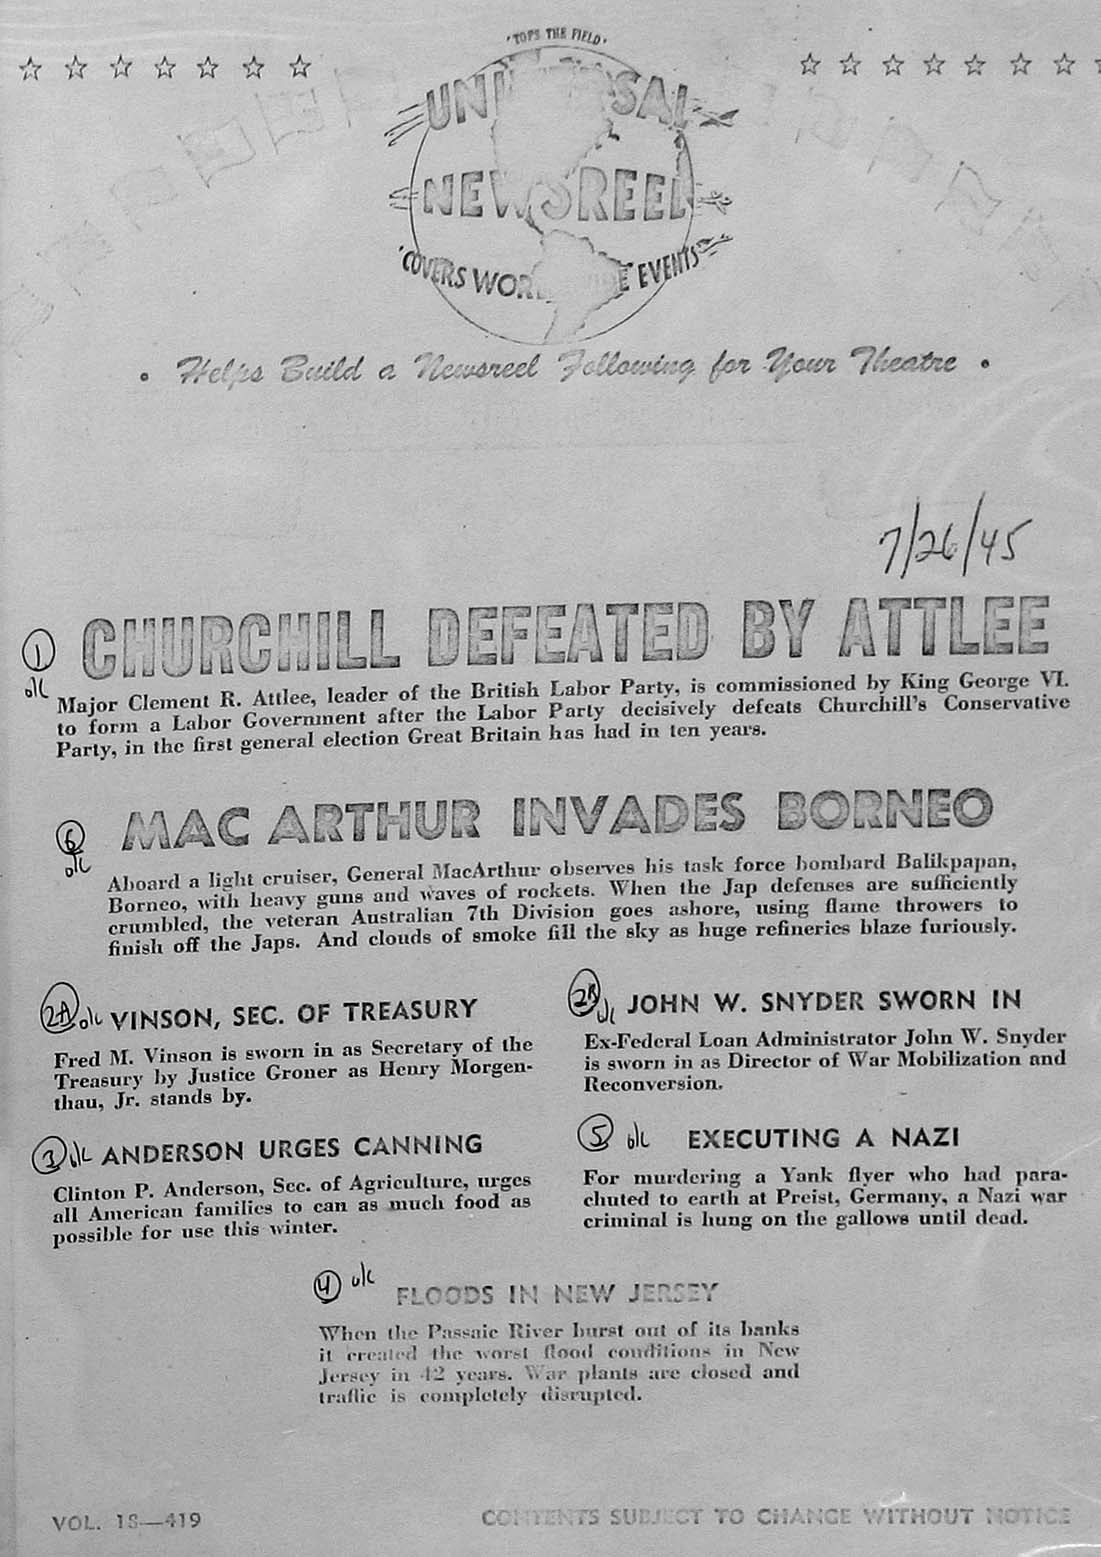 "TOPS THE FIELD"
UNIVERSAL
NEWSREEL
"COVERS WORLD-WIDE EVENTS"
• Helps Build a Newsreel Following for Your Theatre •
7/26/45
1 o/c
CHURCHILL DEFEATED BY ATTLEE
Major Clement R. Attlee, leader of the British Labor Party, is commissioned by King George VI.
to form a Labor Government after the Labor Party decisively defeats Churchill's Conservative
Party, in the first general election Great Britain has had in ten years.
6 o/c
MAC ARTHUR INVADES BORNEO
Aboard a light cruiser, General MacArthur observes his task force bombard Balikpapan,
Borneo, with heavy guns and waves of rockets. When the Jap defenses are sufficiently
crumbled, the veteran Australian 7th Division goes ashore, using flame throwers to
finish off the Japs. And clouds of smoke fill the sky as huge refineries blaze furiously.
2A o/c VINSON, SEC. OF TREASURY
Fred M. Vinson is sworn in as Secretary of the
Treasury by Justice Groner as Henry Morgen-
thau, Jr. stands by.
2B o/c JOHN W. SNYDER SWORN IN
Ex-Federal Loan Administrator John W. Snyder
is sworn in as Director of War Mobilization and
Reconversion.
3 o/c ANDERSON URGES CANNING
Clinton P. Anderson, Sec. of Agriculture, urges
all American families to can as much food as
possible for use this winter.
5 o/c EXECUTING A NAZI
For murdering a Yank flyer who had para-
chuted to earth at Preist, Germany, a Nazi war
criminal is hung on the gallows until dead.
4 o/c FLOODS IN NEW JERSEY
When the Passaic River burst out of its banks
it created the worst flood conditions in New
Jersey in 42 years. War plants are closed and
traffic is completely disrupted.
VOL. 18—419
CONTENTS SUBJECT TO CHANGE WITHOUT NOTICE